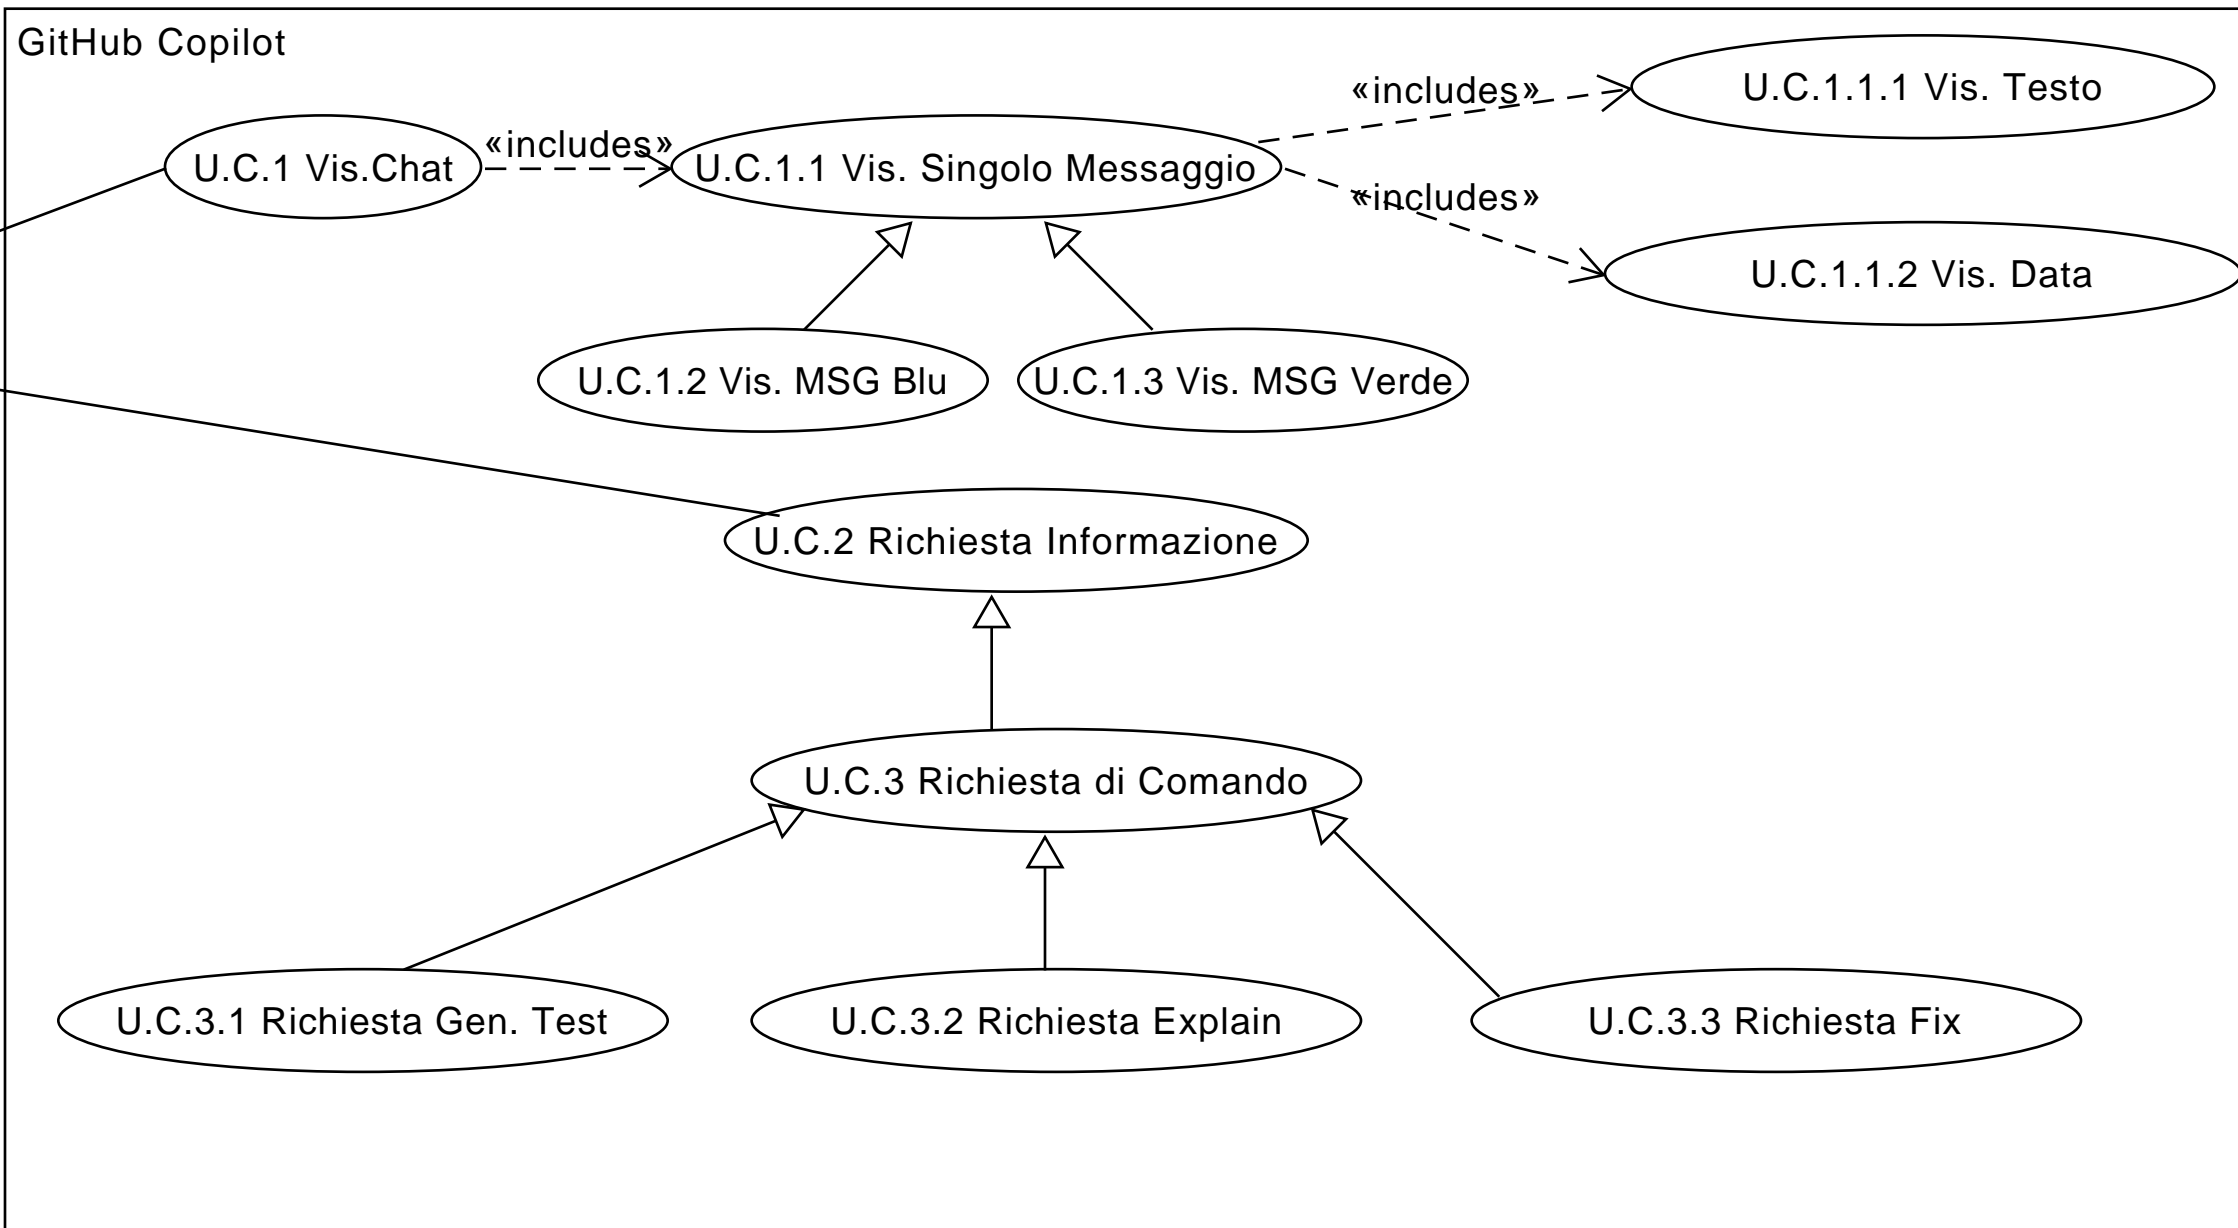 GitHub Copilot
«includes»
U.C.1.1.1 Vis. Testo
«includes»
U.C.1 Vis.Chat
U.C.1.1 Vis. Singolo Messaggio
«includes»
U.C.1.1.2 Vis. Data
U.C.1.2 Vis. MSG Blu
U.C.1.3 Vis. MSG Verde
U.C.2 Richiesta Informazione
U.C.3 Richiesta di Comando
U.C.3.1 Richiesta Gen. Test
U.C.3.2 Richiesta Explain
U.C.3.3 Richiesta Fix